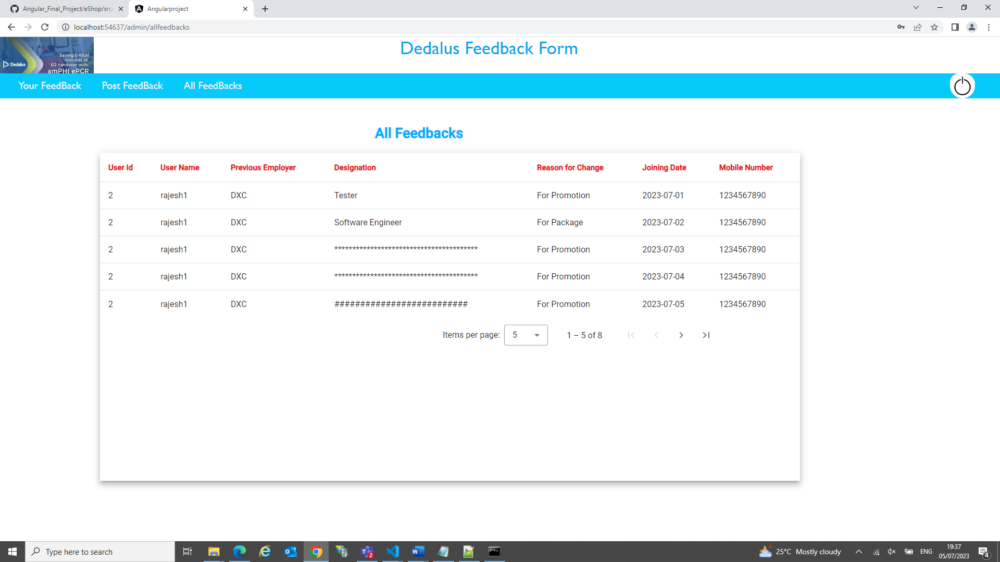 Angular_Final_Project/eShop/src/
Angularproject
localhost:54637/admin/allfeedbacks
Saving critical
minutes at
ED handover with
amPHI ePCR
Dedalus
Dedalus Feedback Form
Your FeedBack Post FeedBack All FeedBacks
All Feedbacks
User Id User Name Previous Employer Designation Reason for Change Joining Date Mobile Number
2 rajesh1 DXC Tester For Promotion 2023-07-01 1234567890
2 rajesh1 DXC Software Engineer For Package 2023-07-02 1234567890
2 rajesh1 DXC **************************************** For Promotion 2023-07-03 1234567890
2 rajesh1 DXC **************************************** For Promotion 2023-07-04 1234567890
2 rajesh1 DXC ########################## For Promotion 2023-07-05 1234567890
Items per page: 5 1 – 5 of 8
Type here to search
2
25°C Mostly cloudy
ENG
19:37
05/07/2023
4